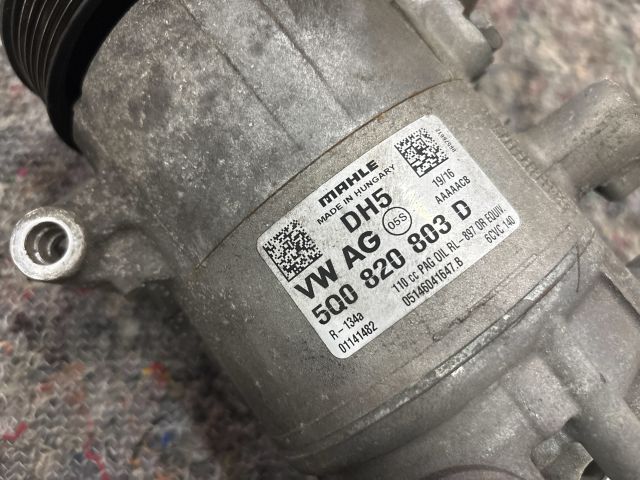 MAHLE
MADE IN HUNGARY
DH5
19/16
AAAAAC8
VW AG 05S
5Q0 820 803 D
R-134a
110 cc PAG OIL RL-897 OR EQUIV.
01141482
05146041647.B
6CVC 140